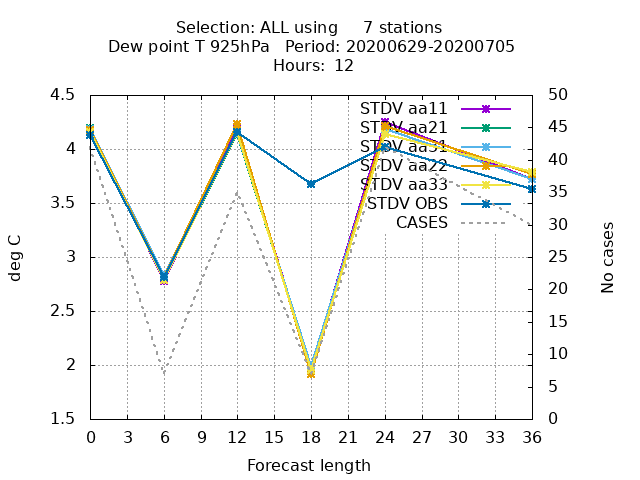 Selection: ALL using     7 stations
Dew point T 925hPa   Period: 20200629-20200705
Hours: 12
STDV aa11
STDV aa21
STDV aa31
STDV aa22
STDV aa33
STDV OBS
CASES
4.5
4
3.5
3
2.5
2
1.5
50
45
40
35
30
25
20
15
10
5
0
0 3 6 9 12 15 18 21 24 27 30 33 36
deg C
No cases
Forecast length